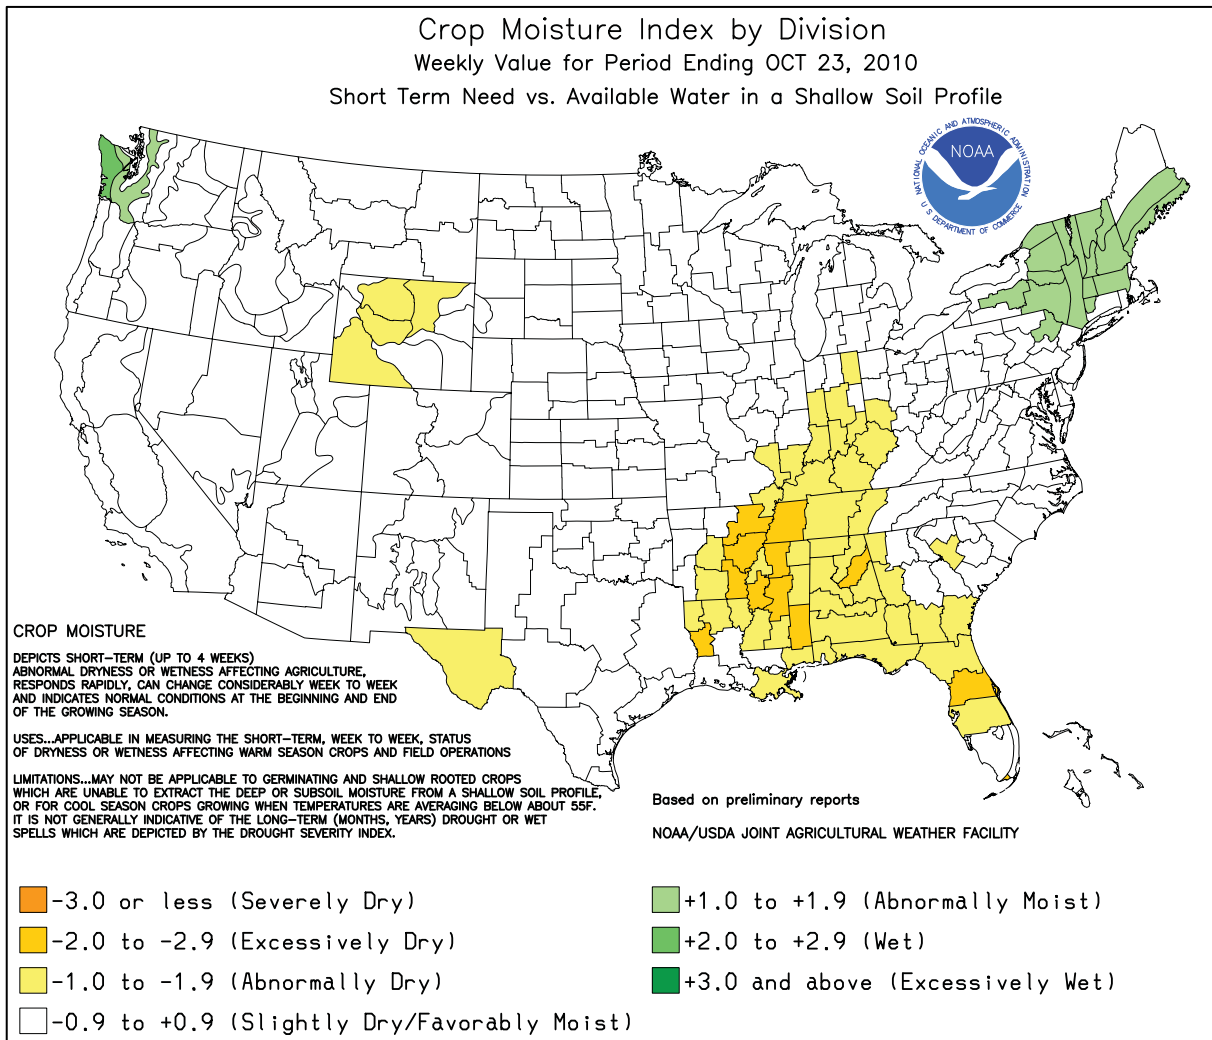 Crop Moisture Index by Division
Weekly Value for Period Ending OCT 23, 2010
Short Term Need vs. Available Water in a Shallow Soil Profile
NATIONAL OCEANIC AND ATMOSPHERIC ADMINISTRATION
NOAA
U S DEPARTMENT OF COMMERCE
CROP MOISTURE
DEPICTS SHORT-TERM (UP TO 4 WEEKS)
ABNORMAL DRYNESS OR WETNESS AFFECTING AGRICULTURE,
RESPONDS RAPIDLY, CAN CHANGE CONSIDERABLY WEEK TO WEEK
AND INDICATES NORMAL CONDITIONS AT THE BEGINNING AND END
OF THE GROWING SEASON.
USES...APPLICABLE IN MEASURING THE SHORT-TERM, WEEK TO WEEK, STATUS
OF DRYNESS OR WETNESS AFFECTING WARM SEASON CROPS AND FIELD OPERATIONS
LIMITATIONS...MAY NOT BE APPLICABLE TO GERMINATING AND SHALLOW ROOTED CROPS
WHICH ARE UNABLE TO EXTRACT THE DEEP OR SUBSOIL MOISTURE FROM A SHALLOW SOIL PROFILE,
OR FOR COOL SEASON CROPS GROWING WHEN TEMPERATURES ARE AVERAGING BELOW ABOUT 55F.
IT IS NOT GENERALLY INDICATIVE OF THE LONG-TERM (MONTHS, YEARS) DROUGHT OR WET
SPELLS WHICH ARE DEPICTED BY THE DROUGHT SEVERITY INDEX.
Based on preliminary reports
NOAA/USDA JOINT AGRICULTURAL WEATHER FACILITY
-3.0 or less (Severely Dry)
-2.0 to -2.9 (Excessively Dry)
-1.0 to -1.9 (Abnormally Dry)
-0.9 to +0.9 (Slightly Dry/Favorably Moist)
+1.0 to +1.9 (Abnormally Moist)
+2.0 to +2.9 (Wet)
+3.0 and above (Excessively Wet)